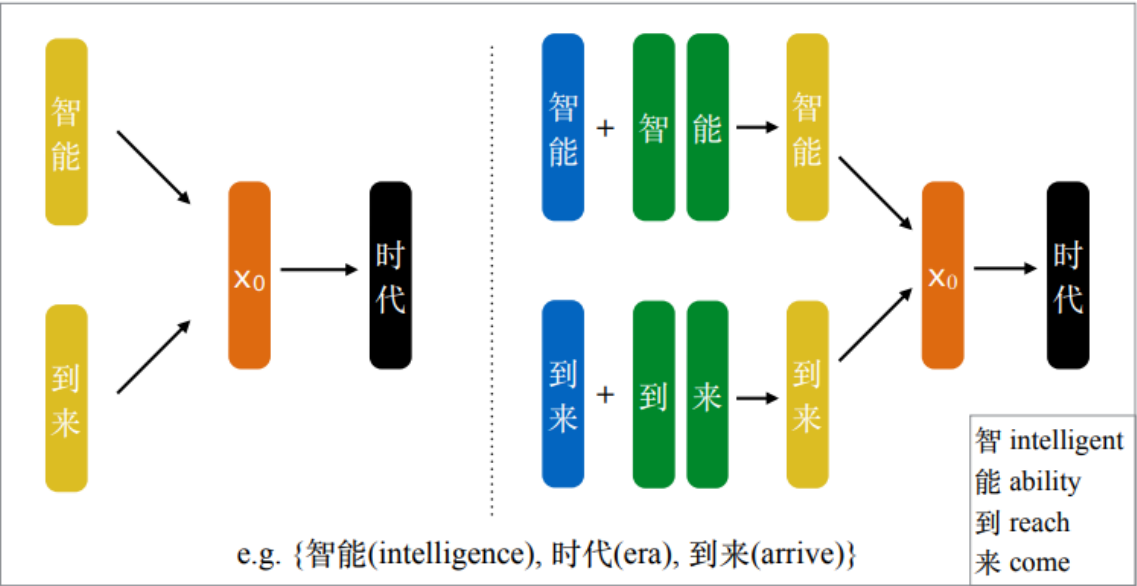 智能
到来
x₀
时代
智能
+
智
能
智能
到来
+
到
来
到来
x₀
时代
智 intelligent
能 ability
到 reach
来 come
e.g. {智能(intelligence), 时代(era), 到来(arrive)}